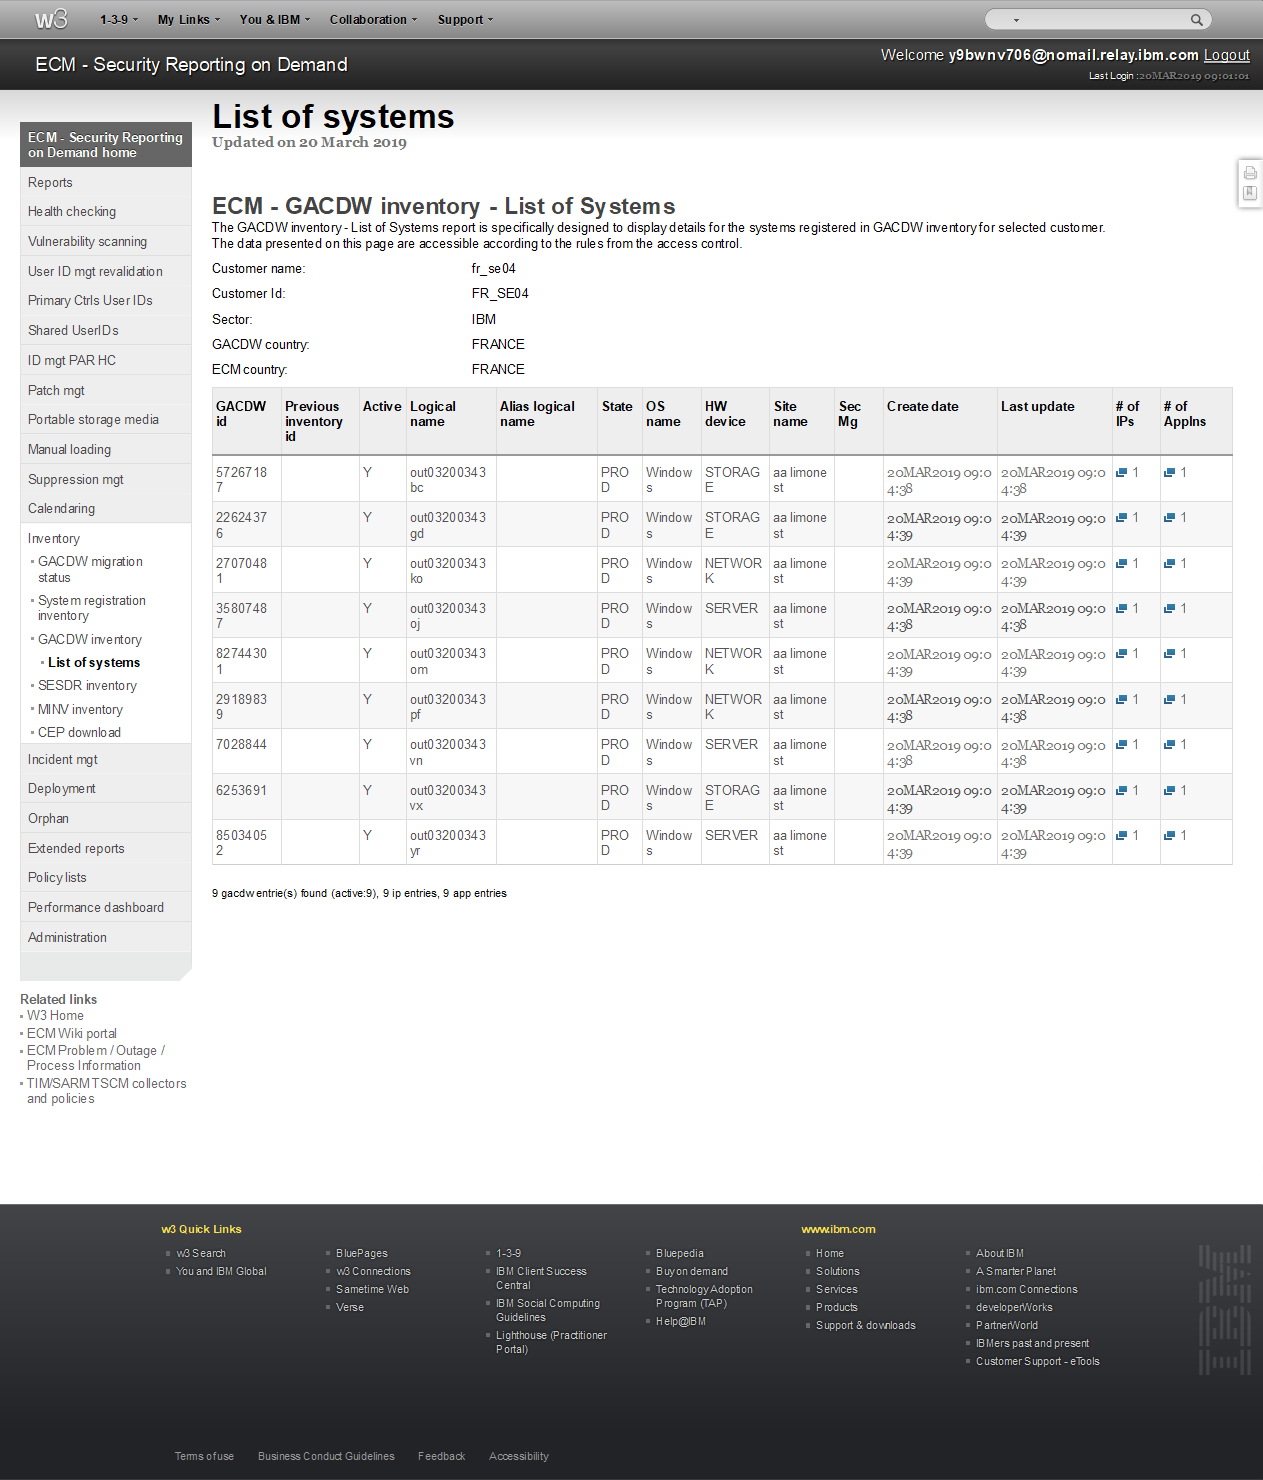 w3 1-3-9 My Links You & IBM Collaboration Support
ECM - Security Reporting on Demand
Welcome y9bwnv706@nomail.relay.ibm.com Logout
Last Login :20MAR2019 09:01:01
List of systems
Updated on 20 March 2019
ECM - Security Reporting
on Demand home
Reports
Health checking
Vulnerability scanning
User ID mgt revalidation
Primary Ctrls User IDs
Shared UserIDs
ID mgt PAR HC
Patch mgt
Portable storage media
Manual loading
Suppression mgt
Calendaring
Inventory
GACDW migration
status
System registration
inventory
GACDW inventory
List of systems
SESDR inventory
MINV inventory
CEP download
Incident mgt
Deployment
Orphan
Extended reports
Policy lists
Performance dashboard
Administration
Related links
W3 Home
ECM Wiki portal
ECM Problem / Outage /
Process Information
TIM/SARM TSCM collectors
and policies
ECM - GACDW inventory - List of Systems
The GACDW inventory - List of Systems report is specifically designed to display details for the systems registered in GACDW inventory for selected customer.
The data presented on this page are accessible according to the rules from the access control.
Customer name: fr_se04
Customer Id: FR_SE04
Sector: IBM
GACDW country: FRANCE
ECM country: FRANCE
GACDW Previous Active Logical Alias logical State OS HW Site Sec Create date Last update # of # of
id inventory name name name device name Mg IPs Applns
id
5726718 Y out03200343 PRO Window STORAG aa limone 20MAR2019 09:0 20MAR2019 09:0 1 1
7 bc D s E st 4:38 4:38
2262437 Y out03200343 PRO Window STORAG aa limone 20MAR2019 09:0 20MAR2019 09:0 1 1
6 gd D s E st 4:39 4:39
2707048 Y out03200343 PRO Window NETWOR aa limone 20MAR2019 09:0 20MAR2019 09:0 1 1
1 ko D s K st 4:39 4:39
3580748 Y out03200343 PRO Window SERVER aa limone 20MAR2019 09:0 20MAR2019 09:0 1 1
7 oj D s st 4:38 4:38
8274430 Y out03200343 PRO Window NETWOR aa limone 20MAR2019 09:0 20MAR2019 09:0 1 1
1 om D s K st 4:39 4:39
2918983 Y out03200343 PRO Window NETWOR aa limone 20MAR2019 09:0 20MAR2019 09:0 1 1
9 pf D s K st 4:38 4:38
7028844 Y out03200343 PRO Window SERVER aa limone 20MAR2019 09:0 20MAR2019 09:0 1 1
vn D s st 4:38 4:38
6253691 Y out03200343 PRO Window STORAG aa limone 20MAR2019 09:0 20MAR2019 09:0 1 1
vx D s E st 4:39 4:39
8503405 Y out03200343 PRO Window SERVER aa limone 20MAR2019 09:0 20MAR2019 09:0 1 1
2 yr D s st 4:39 4:39
9 gacdw entrie(s) found (active:9), 9 ip entries, 9 app entries
w3 Quick Links
w3 Search
You and IBM Global
BluePages
w3 Connections
Sametime Web
Verse
1-3-9
IBM Client Success
Central
IBM Social Computing
Guidelines
Lighthouse (Practitioner
Portal)
Bluepedia
Buy on demand
Technology Adoption
Program (TAP)
Help@IBM
www.ibm.com
Home
Solutions
Services
Products
Support & downloads
About IBM
A Smarter Planet
ibm.com Connections
developerWorks
PartnerWorld
IBMers past and present
Customer Support - eTools
IBM
Terms of use Business Conduct Guidelines Feedback Accessibility